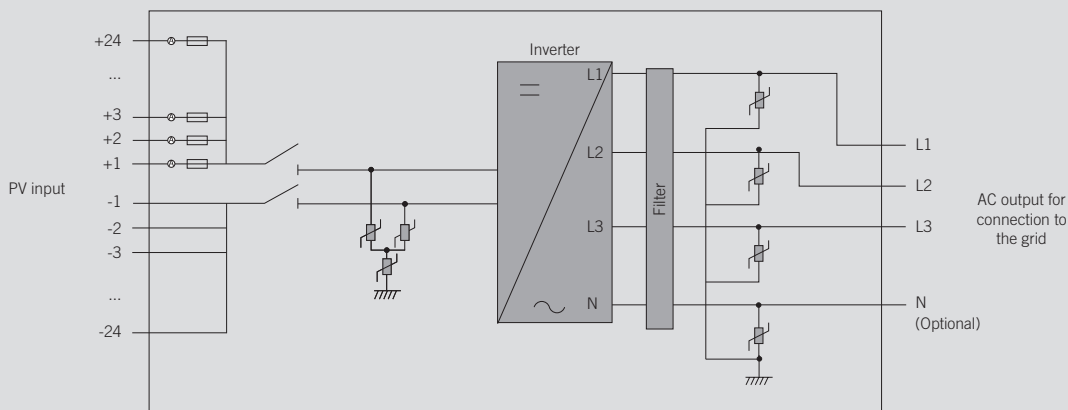 PV input
+24
...
+3
+2
+1
-1
-2
-3
...
-24
A
A
A
A
Inverter
L1
L2
L3
N
Filter
L1
L2
L3
N
(Optional)
AC output for
connection to
the grid